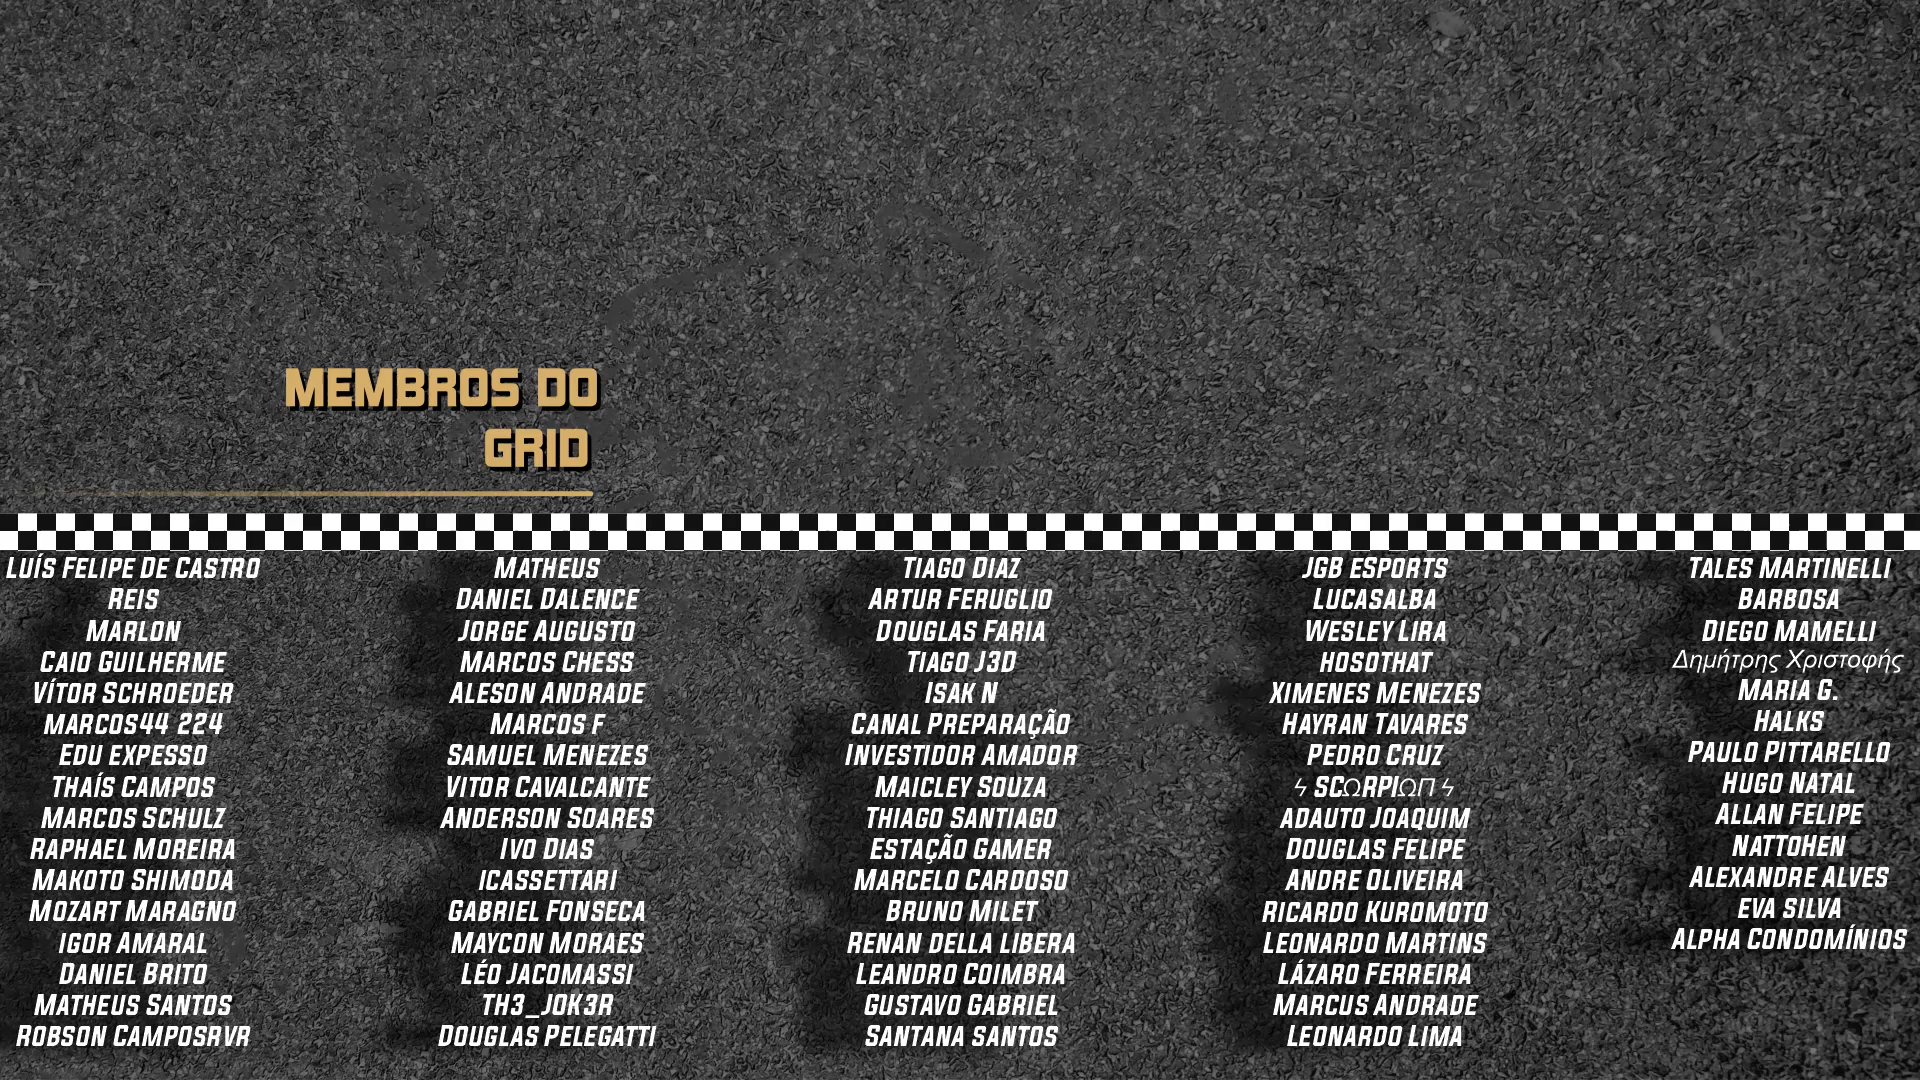 MEMBROS DO
GRID
LUÍS FELIPE DE CASTRO
REIS
MARLON
CAIO GUILHERME
VÍTOR SCHROEDER
MARCOS44 224
EDU EXPESSO
THAÍS CAMPOS
MARCOS SCHULZ
RAPHAEL MOREIRA
MAKOTO SHIMODA
MOZART MARAGNO
IGOR AMARAL
DANIEL BRITO
MATHEUS SANTOS
ROBSON CAMPOSRVR
MATHEUS
DANIEL DALENCE
JORGE AUGUSTO
MARCOS CHESS
ALESON ANDRADE
MARCOS F
SAMUEL MENEZES
VITOR CAVALCANTE
ANDERSON SOARES
IVO DIAS
ICASSETTARI
GABRIEL FONSECA
MAYCON MORAES
LÉO JACOMASSI
TH3_J0K3R
DOUGLAS PELEGATTI
TIAGO DIAZ
ARTUR FERUGLIO
DOUGLAS FARIA
TIAGO J3D
ISAK N
CANAL PREPARAÇÃO
INVESTIDOR AMADOR
MAICLEY SOUZA
THIAGO SANTIAGO
ESTAÇÃO GAMER
MARCELO CARDOSO
BRUNO MILET
RENAN DELLA LIBERA
LEANDRO COIMBRA
GUSTAVO GABRIEL
SANTANA SANTOS
JGB ESPORTS
LUCASALBA
WESLEY LIRA
HOSOTHAT
XIMENES MENEZES
HAYRAN TAVARES
PEDRO CRUZ
ϟ SCΩRPIΩΠ ϟ
ADAUTO JOAQUIM
DOUGLAS FELIPE
ANDRE OLIVEIRA
RICARDO KUROMOTO
LEONARDO MARTINS
LÁZARO FERREIRA
MARCUS ANDRADE
LEONARDO LIMA
TALES MARTINELLI
BARBOSA
DIEGO MAMELLI
Δημήτρης Χριστοφής
MARIA G.
HALKS
PAULO PITTARELLO
HUGO NATAL
ALLAN FELIPE
NATTOHEN
ALEXANDRE ALVES
EVA SILVA
ALPHA CONDOMÍNIOS